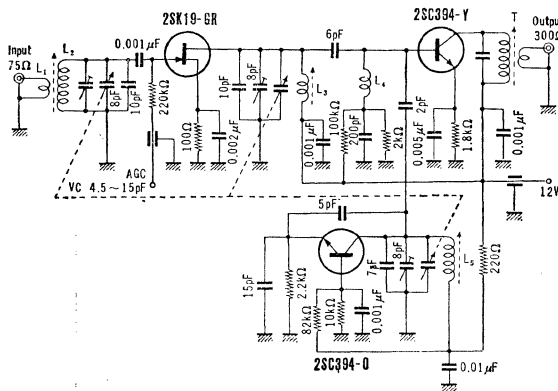 2SK19-GR
2SC394-Y
Input
75Ω
L₁
L₂
0.001μF
8pF
10pF
220kΩ
AGC
VC 4.5~15pF
100Ω
0.002μF
10pF
8pF
L₃
6pF
L₄
0.001μF
100kΩ
200pF
2kΩ
2pF
0.005μF
1.8kΩ
T
Output
300Ω
0.001μF
12V
5pF
15pF
2.2kΩ
82kΩ
10kΩ
0.001μF
2SC394-O
7pF
8pF
L₅
220Ω
0.01μF